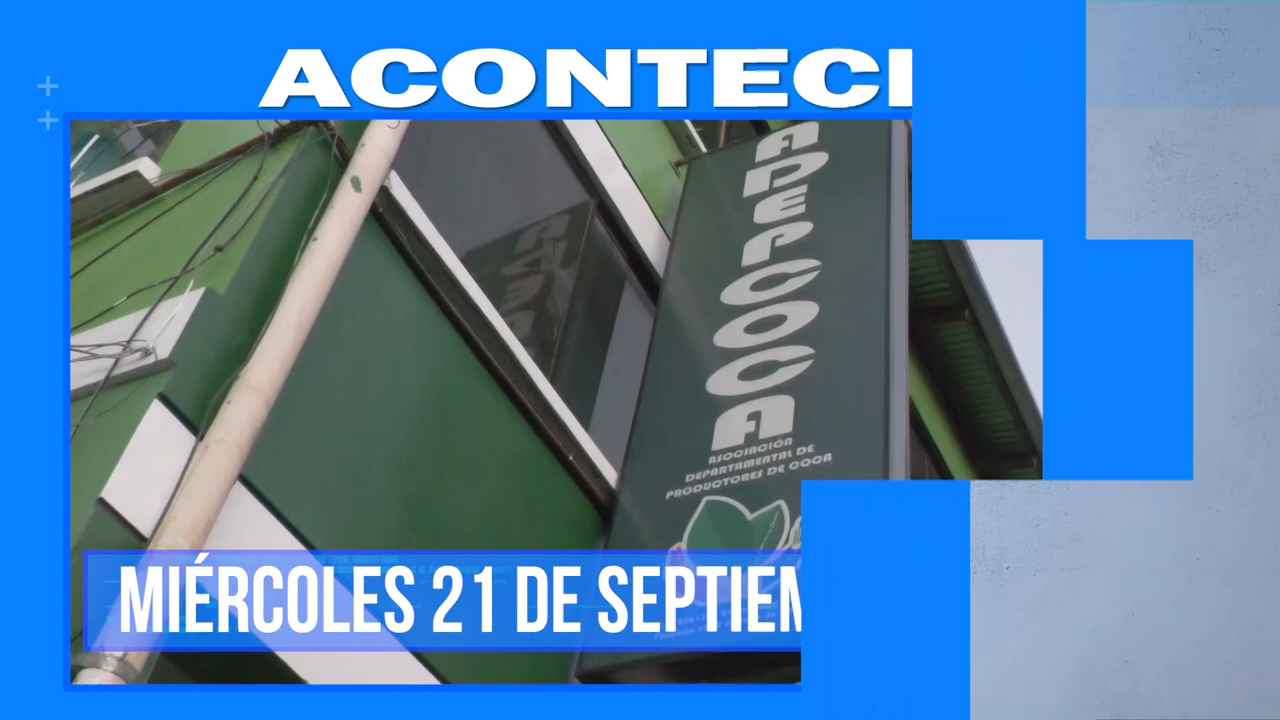 ACONTECI
ADEPCOCA
ASOCIACIÓN
DEPARTAMENTAL DE
PRODUCTORES DE COCA
MIÉRCOLES 21 DE SEPTIEM